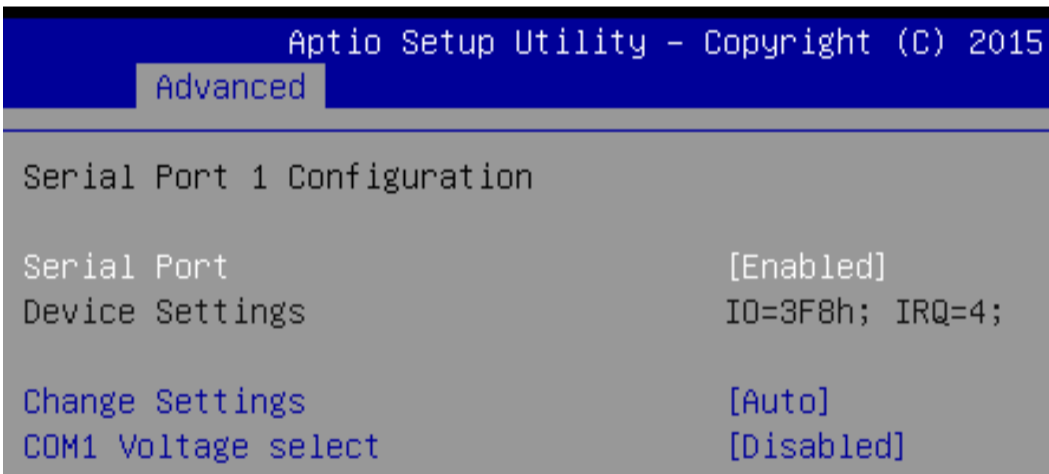 Aptio Setup Utility – Copyright (C) 2015
Advanced
Serial Port 1 Configuration
Serial Port [Enabled]
Device Settings IO=3F8h; IRQ=4;
Change Settings [Auto]
COM1 Voltage select [Disabled]